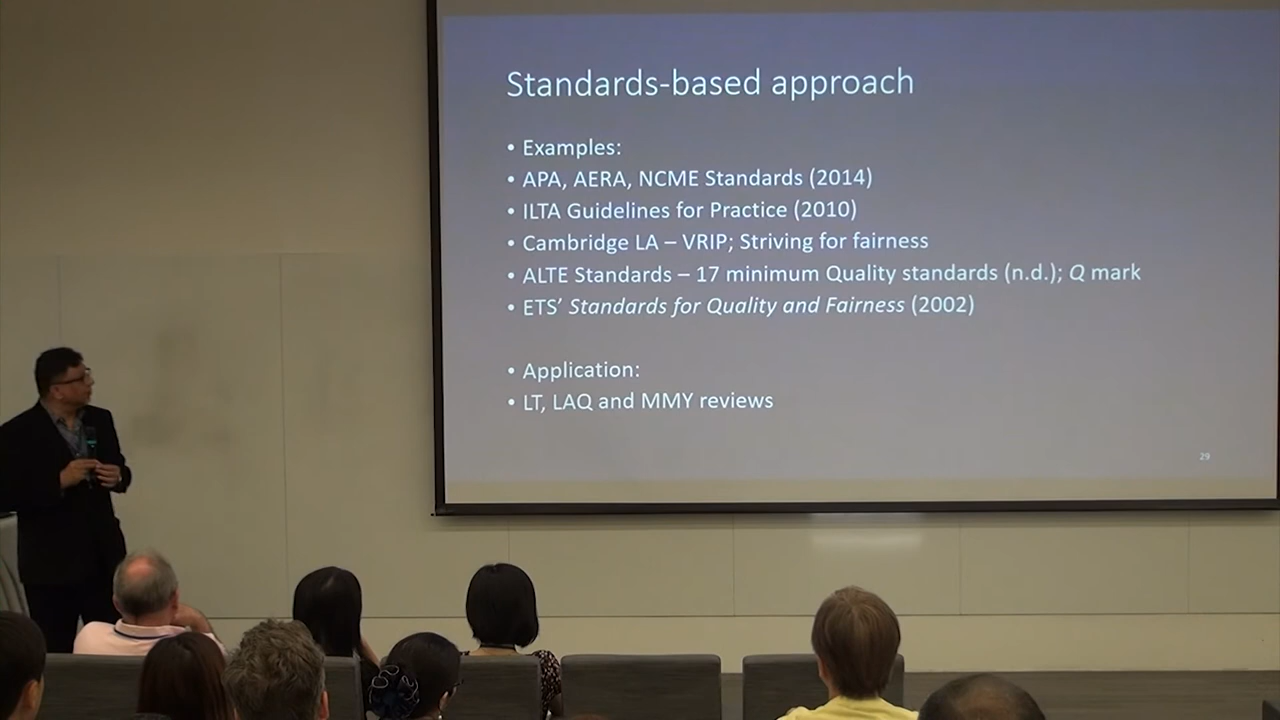 Standards-based approach
• Examples:
• APA, AERA, NCME Standards (2014)
• ILTA Guidelines for Practice (2010)
• Cambridge LA – VRIP; Striving for fairness
• ALTE Standards – 17 minimum Quality standards (n.d.); Q mark
• ETS’ Standards for Quality and Fairness (2002)
• Application:
• LT, LAQ and MMY reviews
29